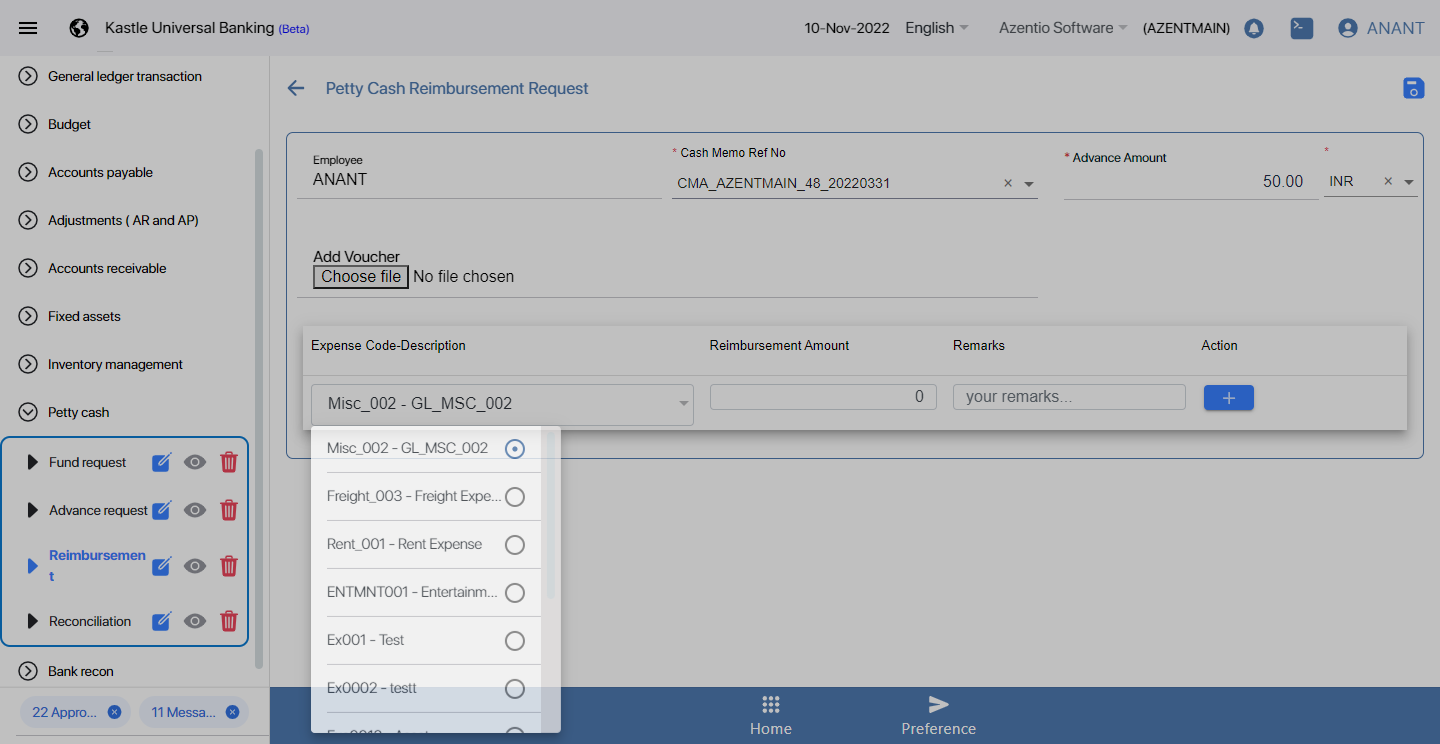 Kastle Universal Banking (Beta)
10-Nov-2022 English Azentio Software (AZENTMAIN) ANANT
General ledger transaction
Budget
Accounts payable
Adjustments ( AR and AP)
Accounts receivable
Fixed assets
Inventory management
Petty cash
Fund request
Advance request
Reimbursemen
t
Reconciliation
Bank recon
22 Appro...
11 Messa...
Petty Cash Reimbursement Request
Employee
ANANT
* Cash Memo Ref No
CMA_AZENTMAIN_48_20220331
* Advance Amount
50.00
*
INR
Add Voucher
Choose file No file chosen
Expense Code-Description Reimbursement Amount Remarks Action
Misc_002 - GL_MSC_002 0 your remarks...
Misc_002 - GL_MSC_002
Freight_003 - Freight Expe...
Rent_001 - Rent Expense
ENTMNT001 - Entertainm...
Ex001 - Test
Ex0002 - testt
Home
Preference